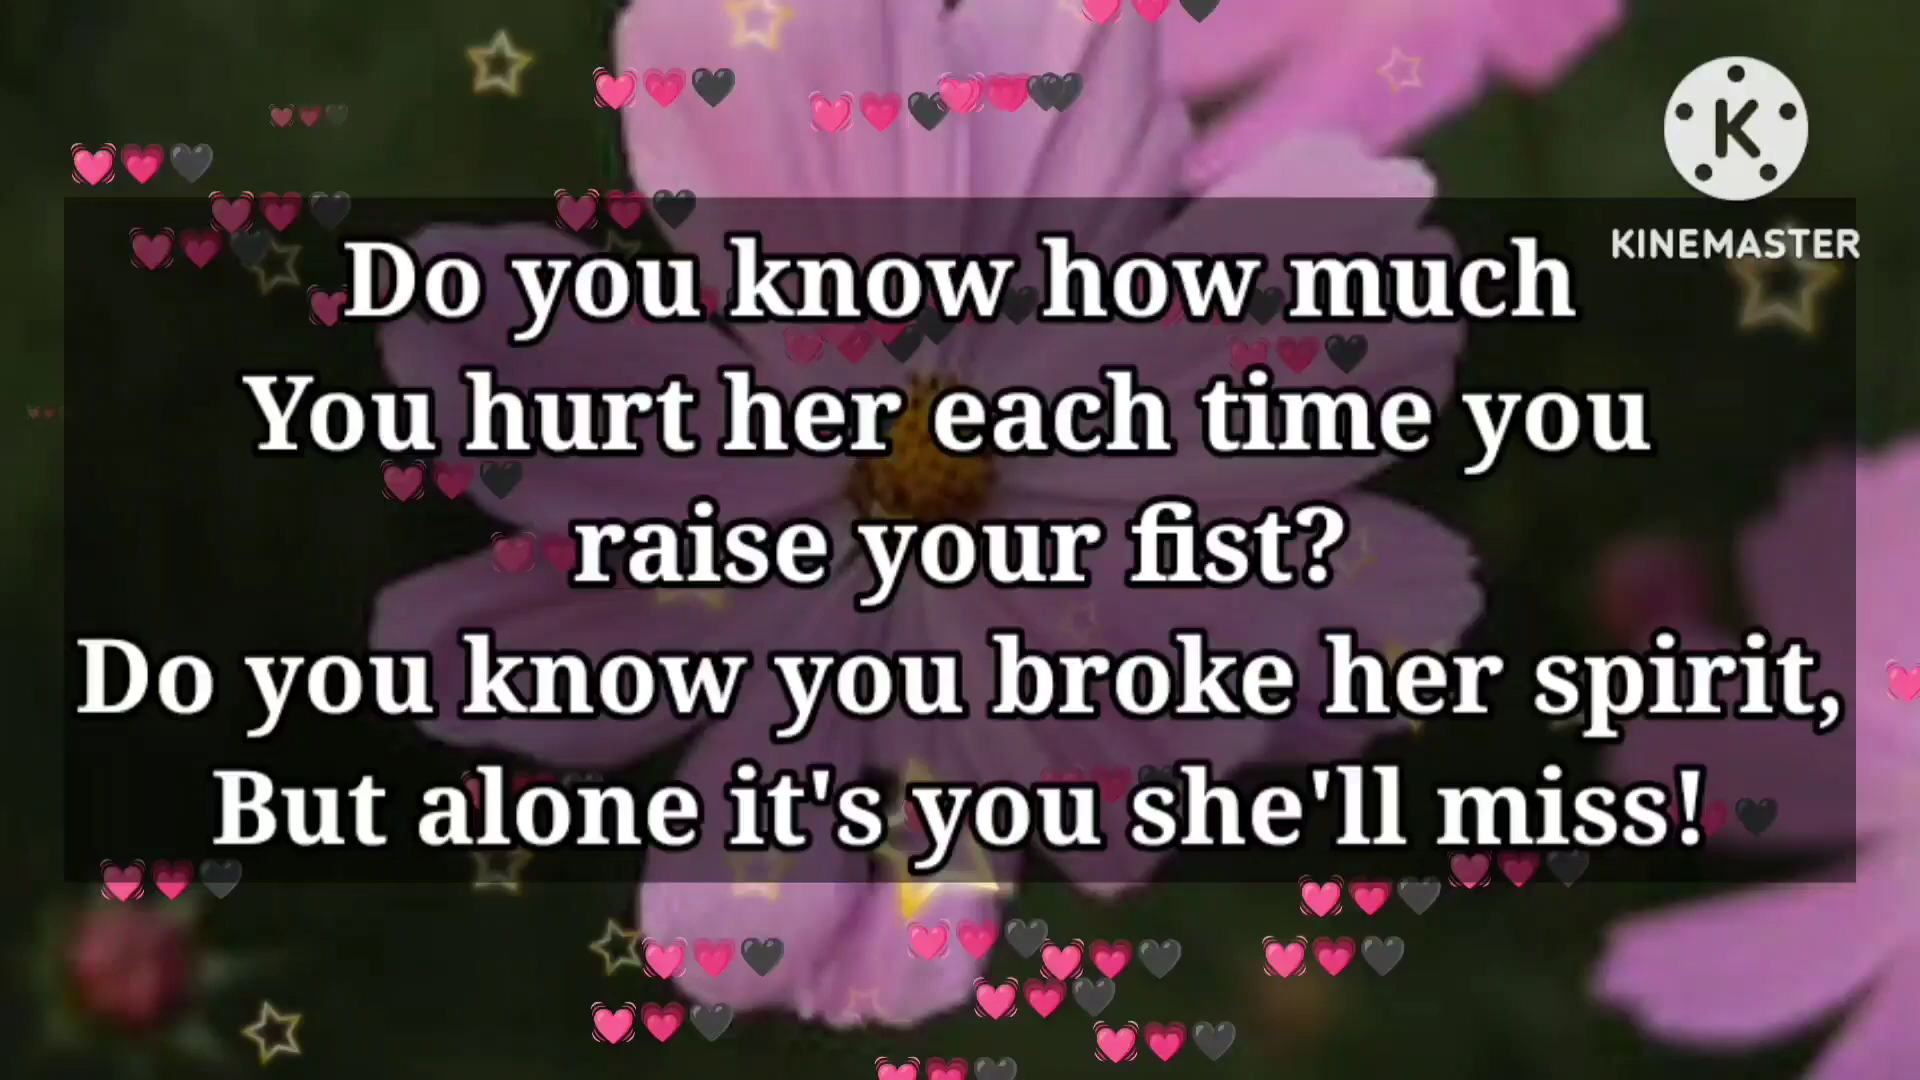 KINEMASTER
Do you know how much
You hurt her each time you
raise your fist?
Do you know you broke her spirit,
But alone it's you she'll miss!